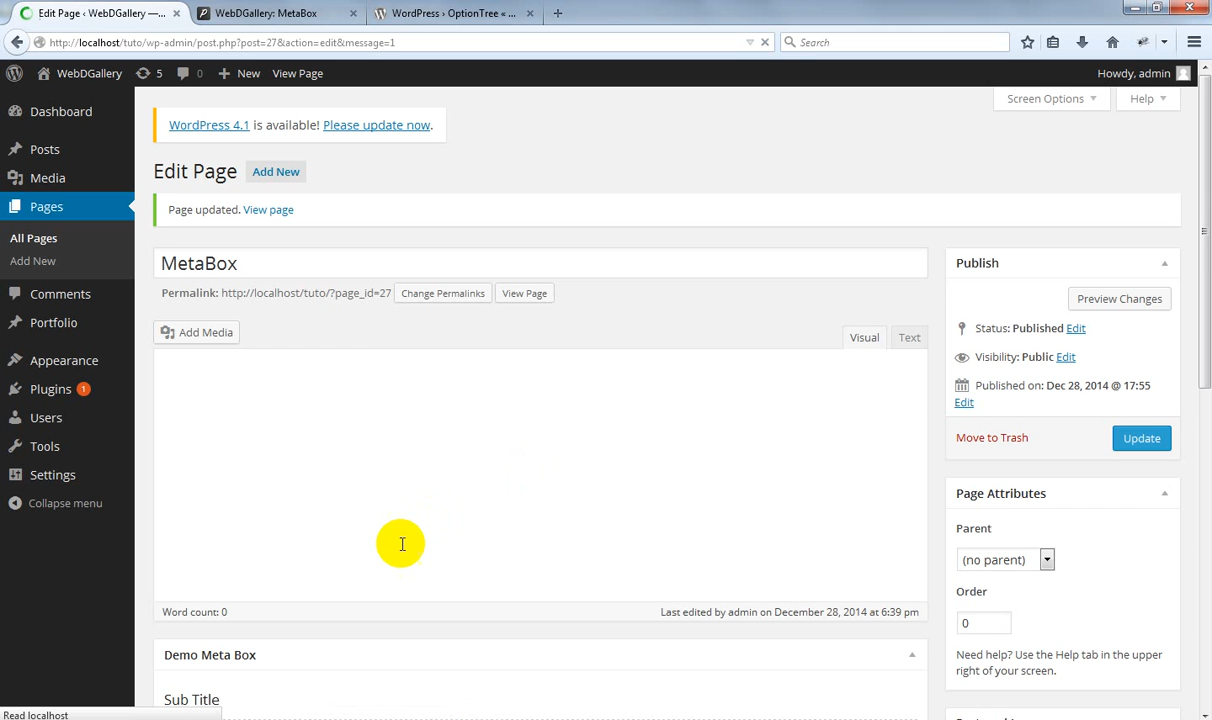 Edit Page ‹ WebDGallery —...
WebDGallery: MetaBox
WordPress › OptionTree « ...
http://localhost/tuto/wp-admin/post.php?post=27&action=edit&message=1
Search
WebDGallery
5
0
New
View Page
Howdy, admin
Screen Options
Help
Dashboard
Posts
Media
Pages
All Pages
Add New
Comments
Portfolio
Appearance
Plugins 1
Users
Tools
Settings
Collapse menu
WordPress 4.1 is available! Please update now.
Edit Page
Add New
Page updated. View page
MetaBox
Permalink: http://localhost/tuto/?page_id=27
Change Permalinks
View Page
Add Media
Visual
Text
Word count: 0
Last edited by admin on December 28, 2014 at 6:39 pm
Demo Meta Box
Sub Title
Publish
Preview Changes
Status: Published Edit
Visibility: Public Edit
Published on: Dec 28, 2014 @ 17:55
Edit
Move to Trash
Update
Page Attributes
Parent
(no parent)
Order
0
Need help? Use the Help tab in the upper
right of your screen.
Read localhost